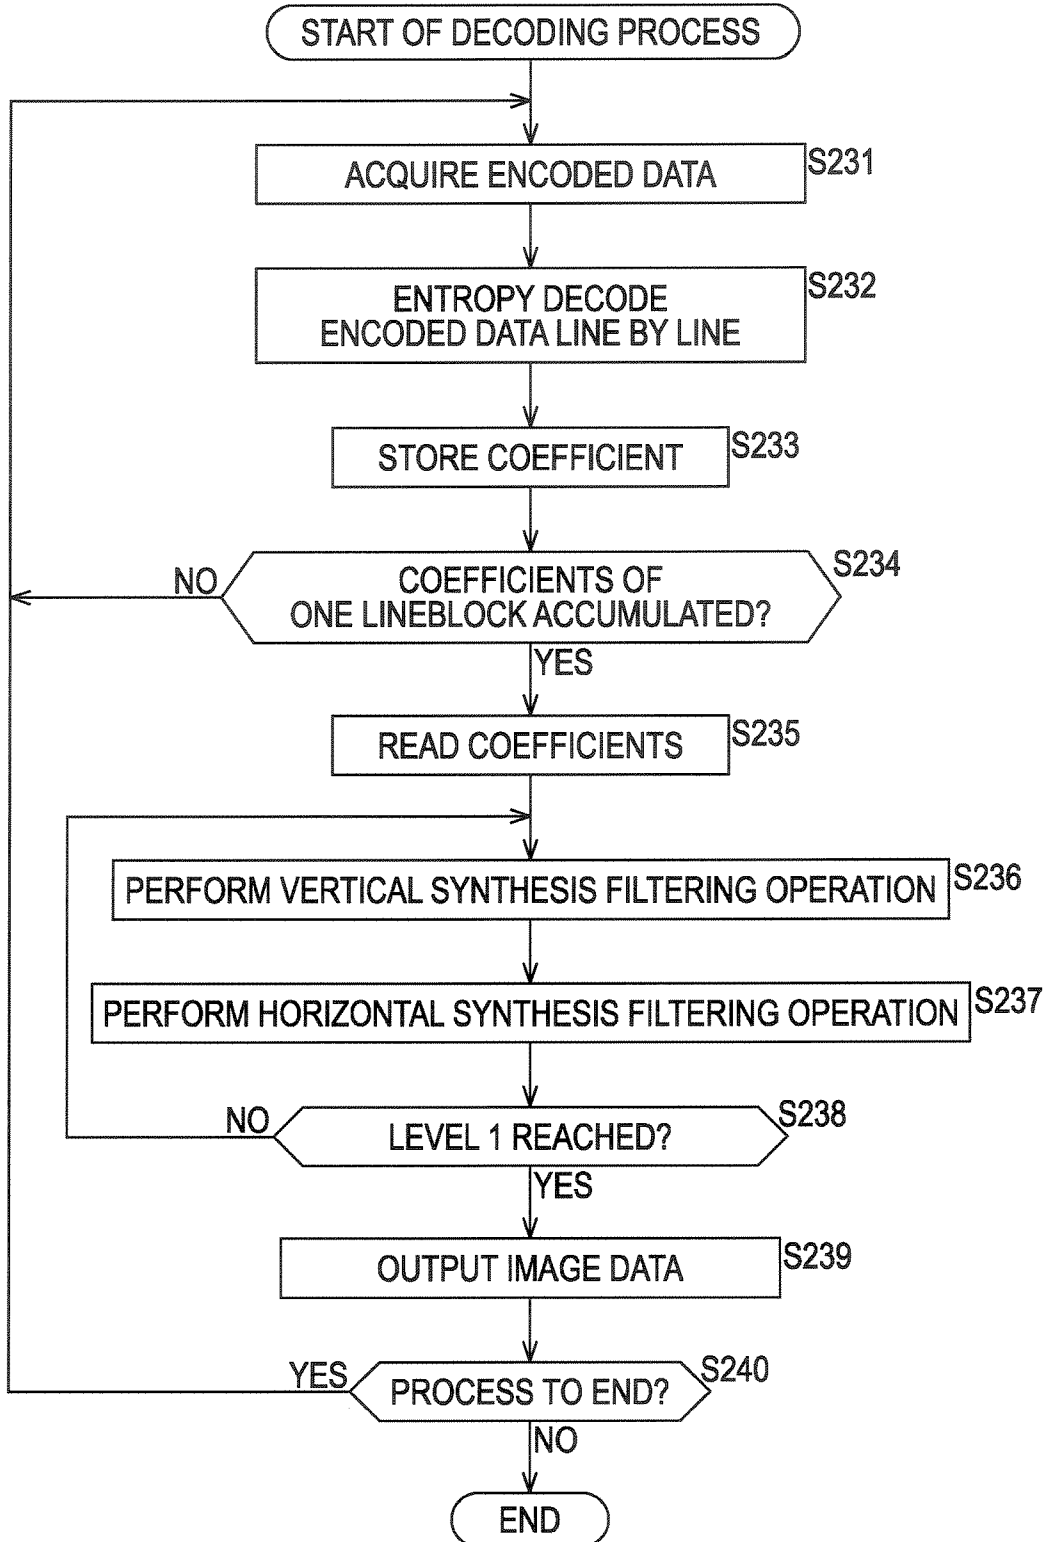 START OF DECODING PROCESS
ACQUIRE ENCODED DATA
S231
ENTROPY DECODE
ENCODED DATA LINE BY LINE
S232
STORE COEFFICIENT
S233
COEFFICIENTS OF
ONE LINEBLOCK ACCUMULATED?
S234
NO
YES
READ COEFFICIENTS
S235
PERFORM VERTICAL SYNTHESIS FILTERING OPERATION
S236
PERFORM HORIZONTAL SYNTHESIS FILTERING OPERATION
S237
LEVEL 1 REACHED?
S238
NO
YES
OUTPUT IMAGE DATA
S239
PROCESS TO END?
S240
YES
NO
END